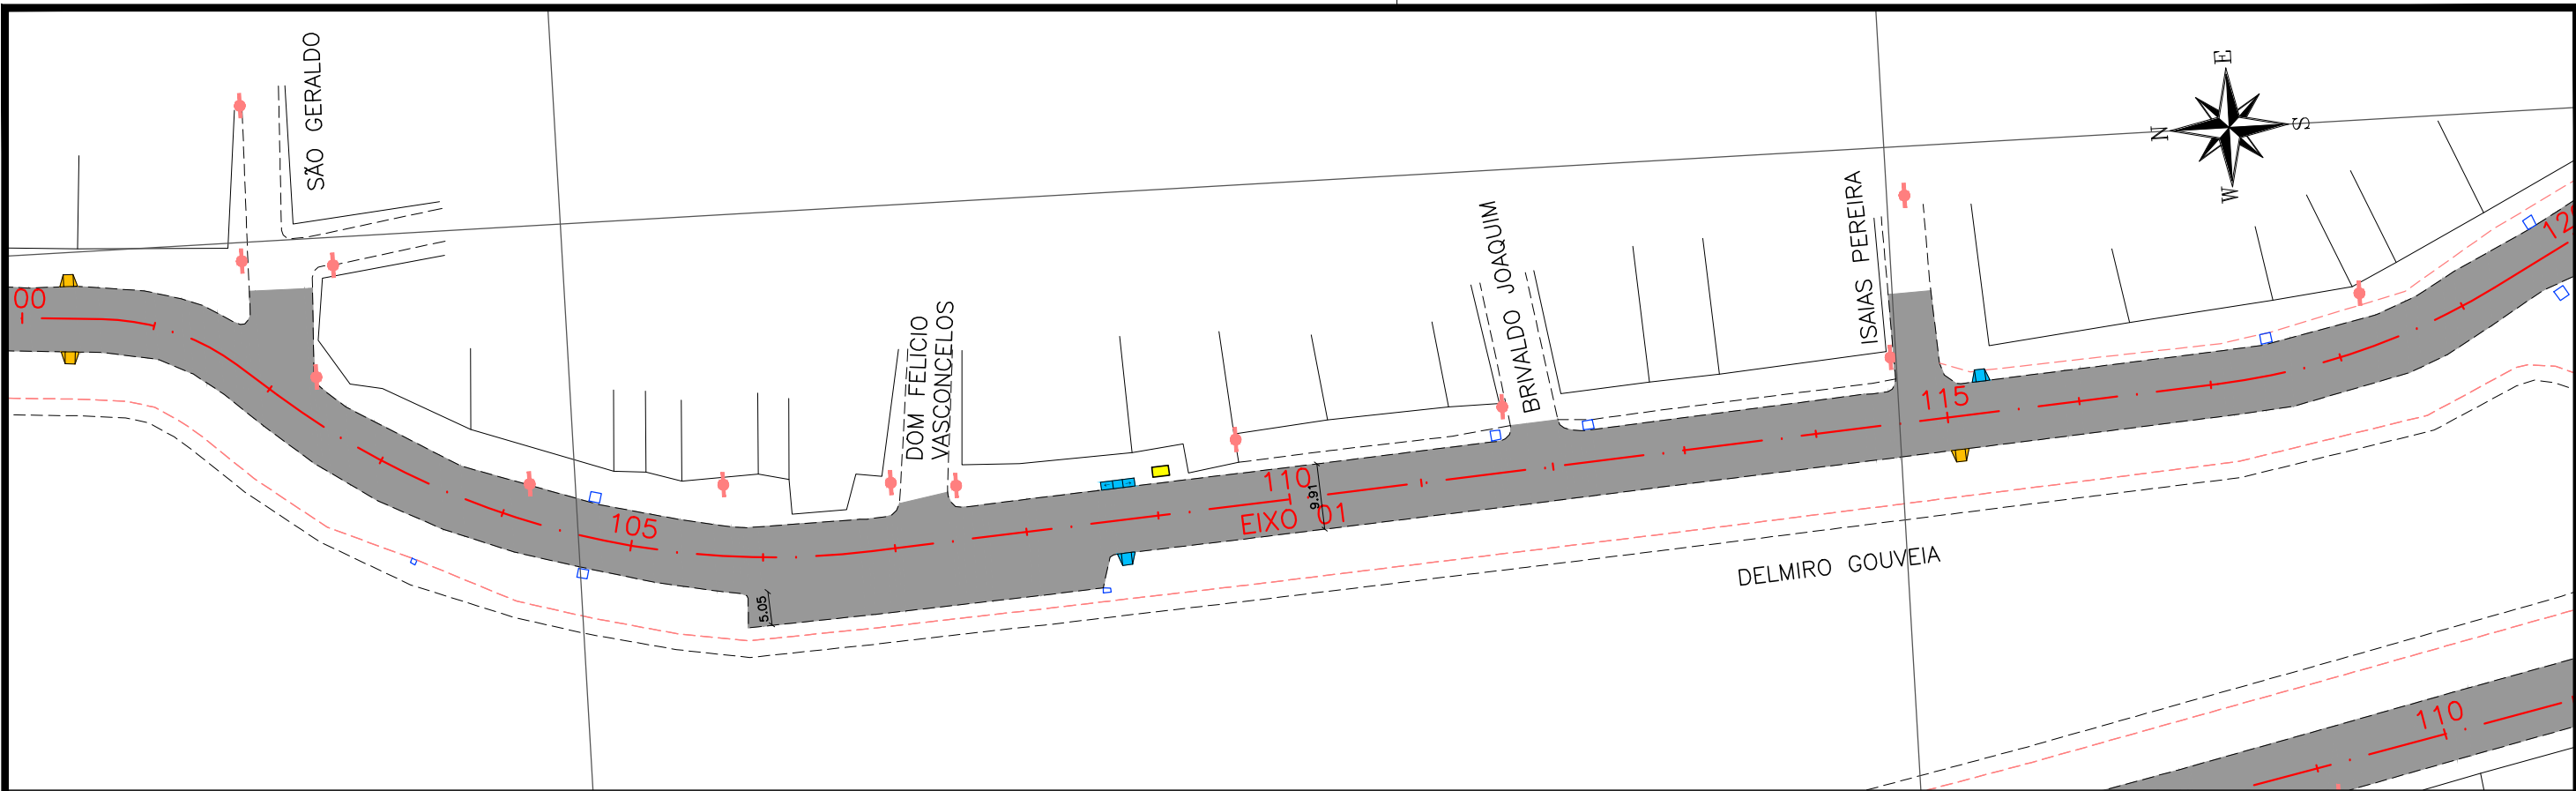 SÃO GERALDO
E
N
S
W
ISAIAS PEREIRA
BRIVALDO JOAQUIM
DOM FELICIO
VASCONCELOS
00
105
110
9.91
EIXO 01
115
5.05
DELMIRO GOUVEIA
110